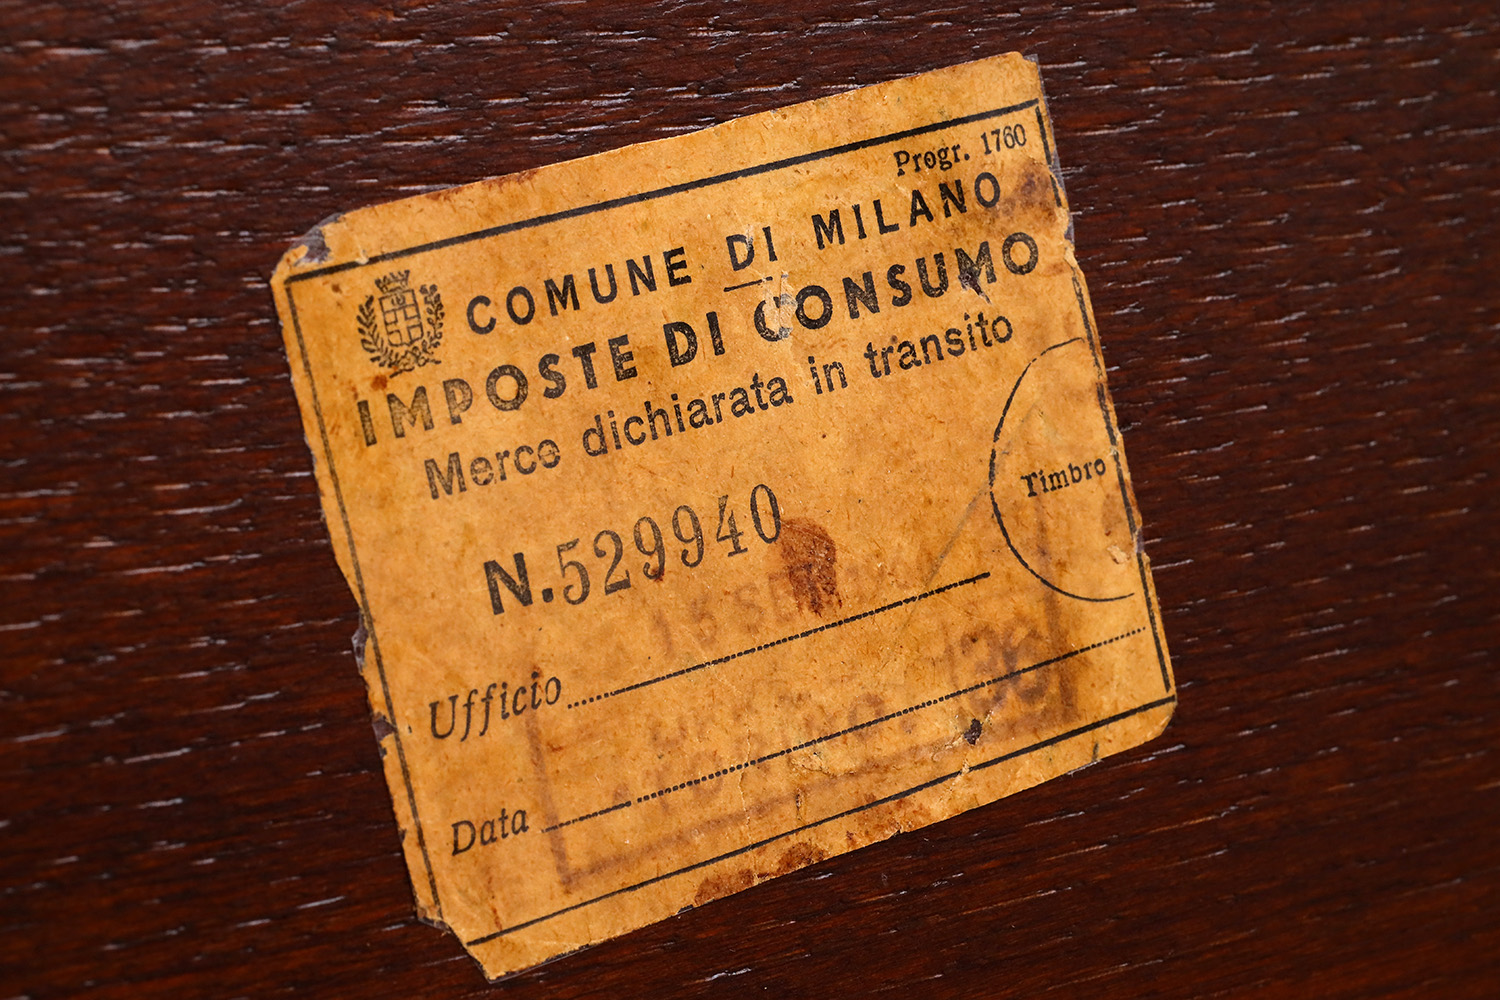 Progr. 1760
COMUNE DI MILANO
IMPOSTE DI CONSUMO
Merce dichiarata in transito
Timbro
N. 529940
Ufficio
Data